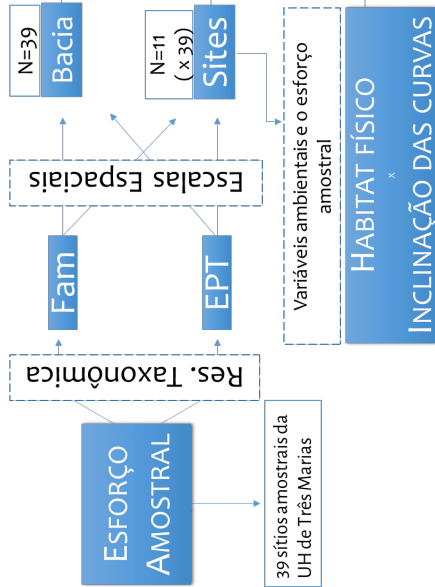 ESFORÇO
AMOSTRAL
39 sítios amostrais da
UH de Três Marias
Res. Taxonômica
Fam
EPT
Escalas Espaciais
N=39
Bacia
N=11
( x 39)
Sites
Variáveis ambientais e o esforço
amostral
HABITAT FÍSICO
x
INCLINAÇÃO DAS CURVAS